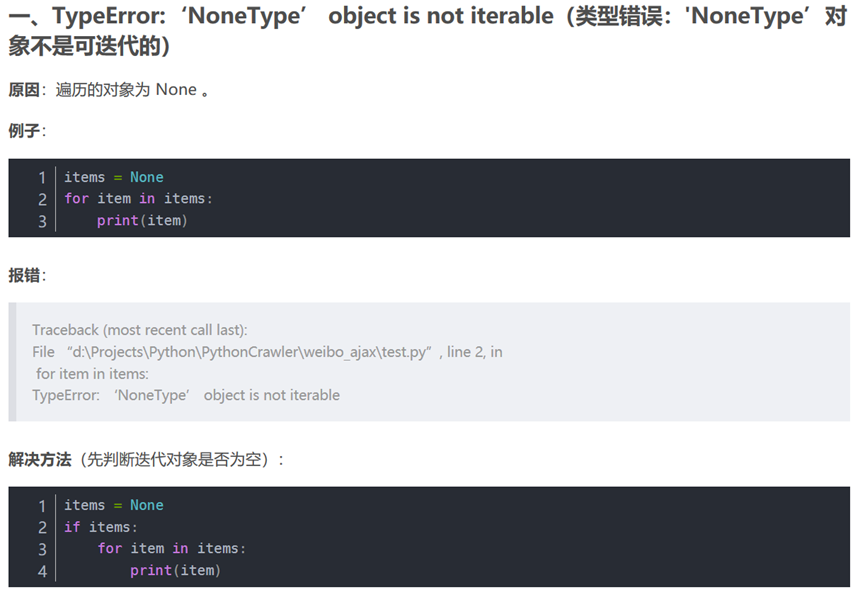 一、TypeError:‘NoneType’ object is not iterable（类型错误：'NoneType’对
象不是可迭代的）
原因：遍历的对象为 None 。
例子：
1 items = None
2 for item in items:
3     print(item)
报错：
Traceback (most recent call last):
File “d:\Projects\Python\PythonCrawler\weibo_ajax\test.py”, line 2, in
for item in items:
TypeError: ‘NoneType’ object is not iterable
解决方法（先判断迭代对象是否为空）：
1 items = None
2 if items:
3     for item in items:
4         print(item)